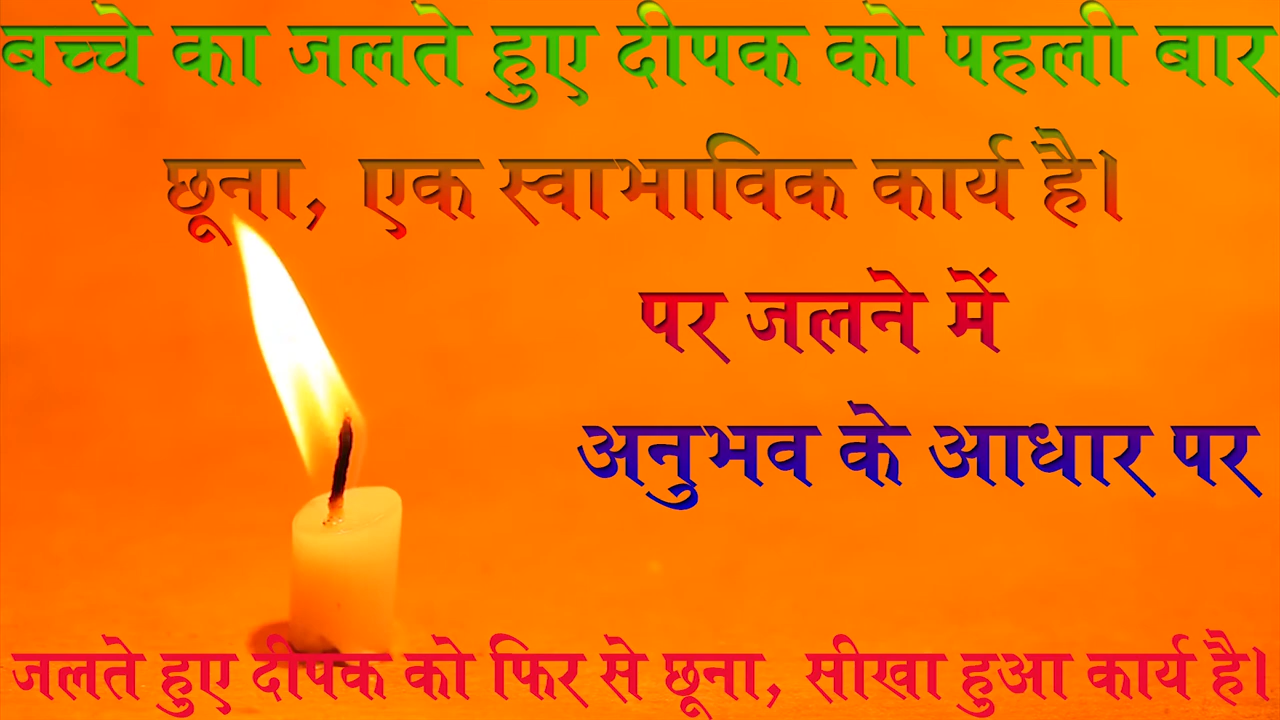 बच्चे का जलते हुए दीपक को पहली बार
छूना, एक स्वाभाविक कार्य है।
पर जलने में
अनुभव के आधार पर
जलते हुए दीपक को फिर से छूना, सीखा हुआ कार्य है।